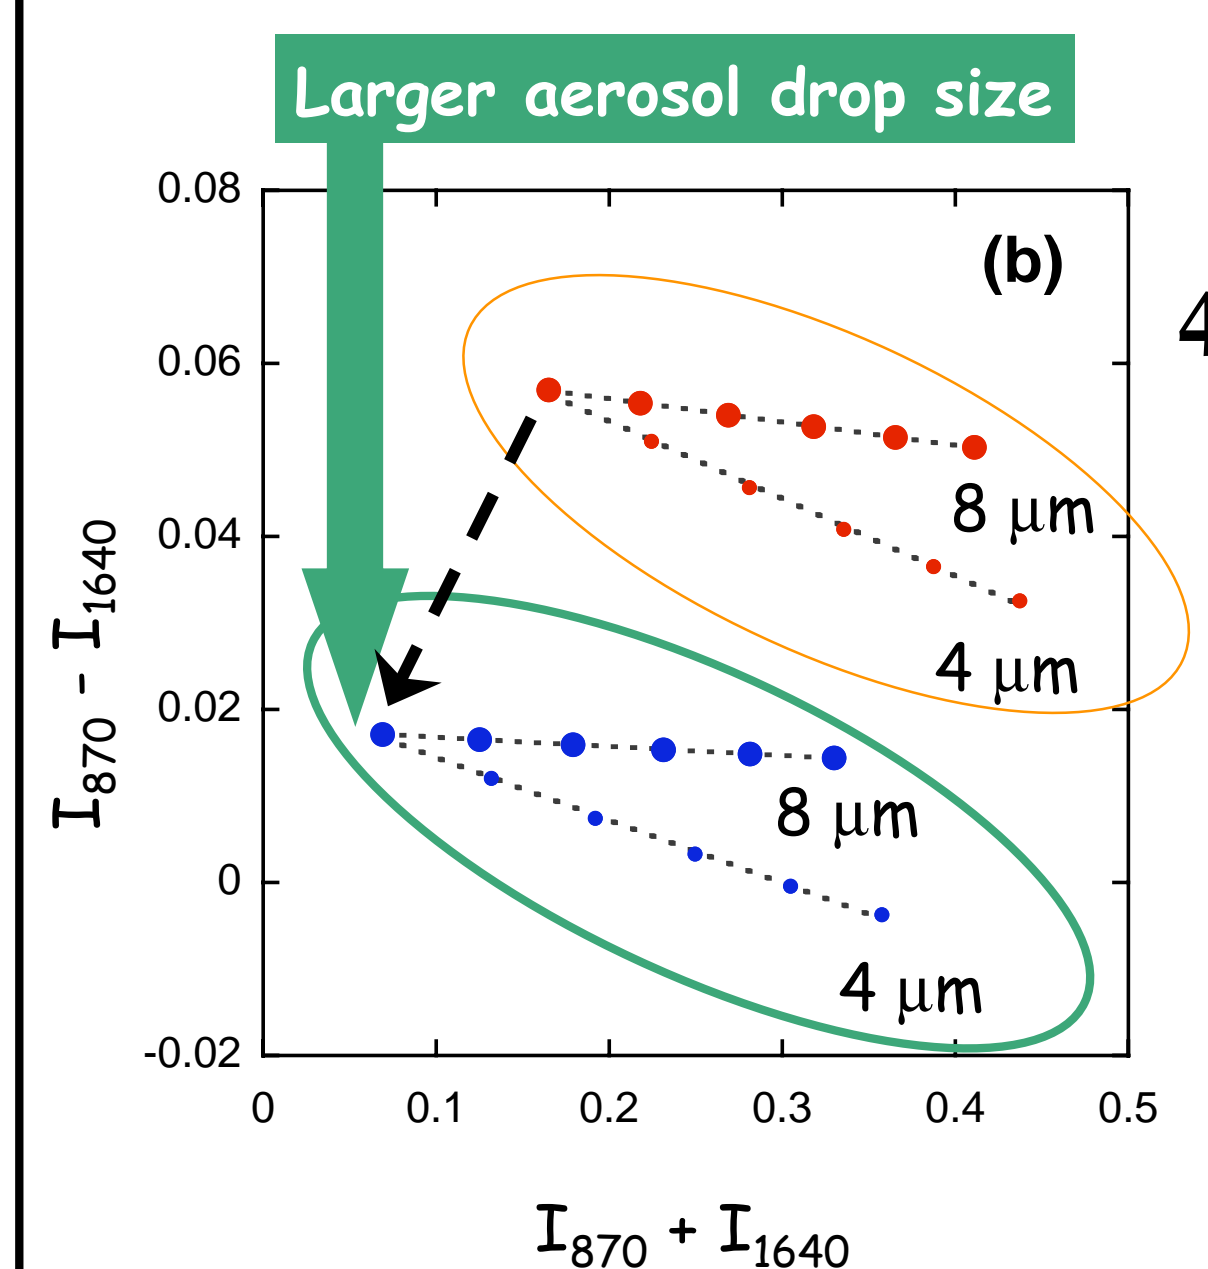 Larger aerosol drop size
0.08
(b)
4
0.06
8 μm
0.04
4 μm
0.02
8 μm
0
4 μm
-0.02
0 0.1 0.2 0.3 0.4 0.5
I870 - I1640
I870 + I1640